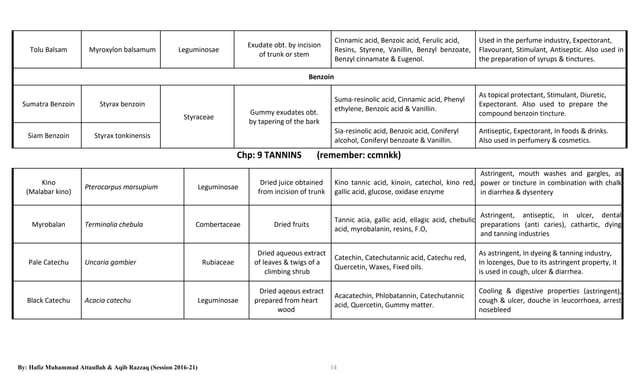 Tolu Balsam
Myroxylon balsamum
Leguminosae
Exudate obt. by incision
of trunk or stem
Cinnamic acid, Benzoic acid, Ferulic acid,
Resins, Styrene, Vanillin, Benzyl benzoate,
Benzyl cinnamate & Eugenol.
Used in the perfume industry, Expectorant,
Flavourant, Stimulant, Antiseptic. Also used in
the preparation of syrups & tinctures.
Benzoin
Sumatra Benzoin
Styrax benzoin
Styraceae
Gummy exudates obt.
by tapering of the bark
Suma-resinolic acid, Cinnamic acid, Phenyl
ethylene, Benzoic acid & Vanillin.
As topical protectant, Stimulant, Diuretic,
Expectorant. Also used to prepare the
compound benzoin tincture.
Siam Benzoin
Styrax tonkinensis
Sia-resinolic acid, Benzoic acid, Coniferyl
alcohol, Coniferyl benzoate & Vanillin.
Antiseptic, Expectorant, In foods & drinks.
Also used in perfumery & cosmetics.
Chp: 9 TANNINS (remember: ccmnkk)
Kino
(Malabar kino)
Pterocarpus marsupium
Leguminosae
Dried juice obtained
from incision of trunk
Kino tannic acid, kinoin, catechol, kino red,
gallic acid, glucose, oxidase enzyme
Astringent, mouth washes and gargles, as
power or tincture in combination with chalk
in diarrhea & dysentery
Myrobalan
Terminalia chebula
Combertaceae
Dried fruits
Tannic acia, gallic acid, ellagic acid, chebulic
acid, myrobalanin, resins, F.O,
Astringent, antiseptic, in ulcer, dental
preparations (anti caries), cathartic, dying
and tanning industries
Pale Catechu
Uncaria gambier
Rubiaceae
Dried aqueous extract
of leaves & twigs of a
climbing shrub
Catechin, Catechutannic acid, Catechu red,
Quercetin, Waxes, Fixed oils.
As astringent, In dyeing & tanning industry,
In lozenges, Due to its astringent property, it
is used in cough, ulcer & diarrhea.
Black Catechu
Acacia catechu
Leguminosae
Dried aqeous extract
prepared from heart
wood
Acacatechin, Phlobatannin, Catechutannic
acid, Quercetin, Gummy matter.
Cooling & digestive properties (astringent),
cough & ulcer, douche in leucorrhoea, arrest
nosebleed
By: Hafiz Muhammad Attaullah & Aqib Razzaq (Session 2016-21)
14